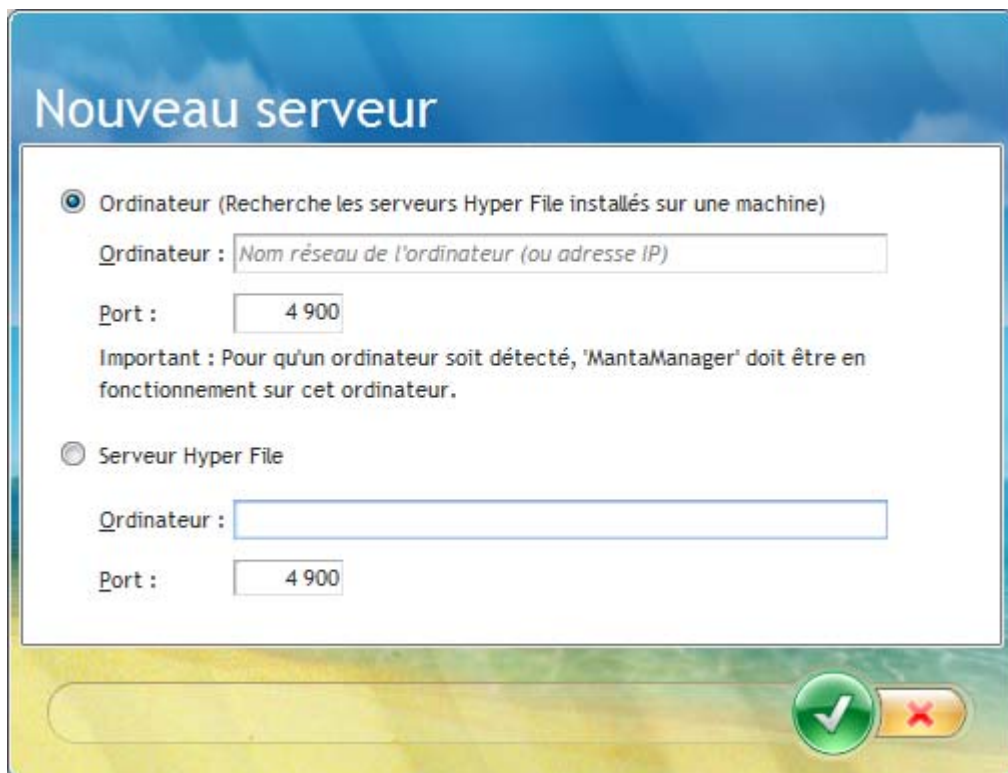 Nouveau serveur
Ordinateur (Recherche les serveurs Hyper File installés sur une machine)
Ordinateur : Nom réseau de l'ordinateur (ou adresse IP)
Port : 4 900
Important : Pour qu'un ordinateur soit détecté, 'MantaManager' doit être en
fonctionnement sur cet ordinateur.
Serveur Hyper File
Ordinateur :
Port : 4 900